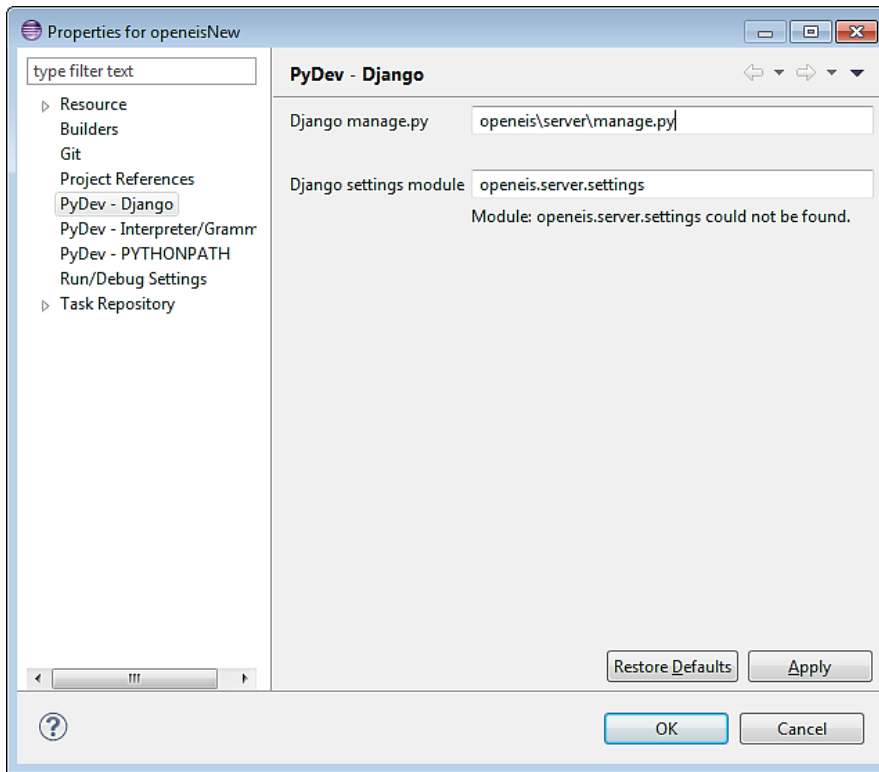 Properties for openeisNew
type filter text
Resource
Builders
Git
Project References
PyDev - Django
PyDev - Interpreter/Gramm
PyDev - PYTHONPATH
Run/Debug Settings
Task Repository
PyDev - Django
Django manage.py openeis\server\manage.py
Django settings module openeis.server.settings
Module: openeis.server.settings could not be found.
Restore Defaults Apply
? OK Cancel